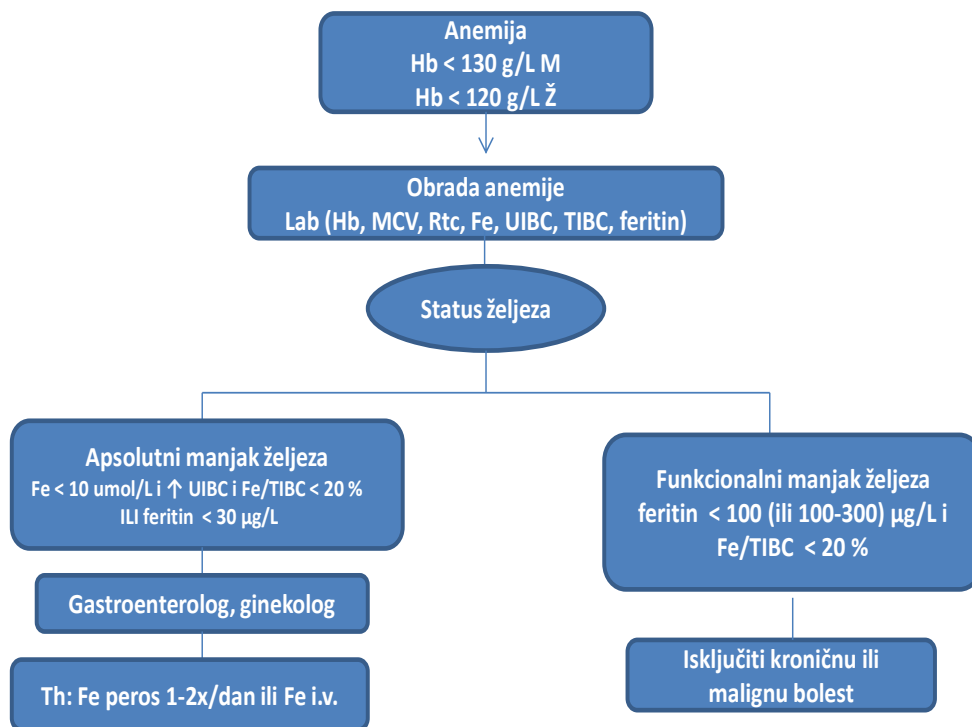 Anemija
Hb < 130 g/L M
Hb < 120 g/L Ž
Obrada anemije
Lab (Hb, MCV, Rtc, Fe, UIBC, TIBC, feritin)
Status željeza
Apsolutni manjak željeza
Fe < 10 umol/L i ↑ UIBC i Fe/TIBC < 20 %
ILI feritin < 30 µg/L
Gastroenterolog, ginekolog
Th: Fe peros 1-2x/dan ili Fe i.v.
Funkcionalni manjak željeza
feritin < 100 (ili 100-300) µg/L i
Fe/TIBC < 20 %
Isključiti kroničnu ili
malignu bolest